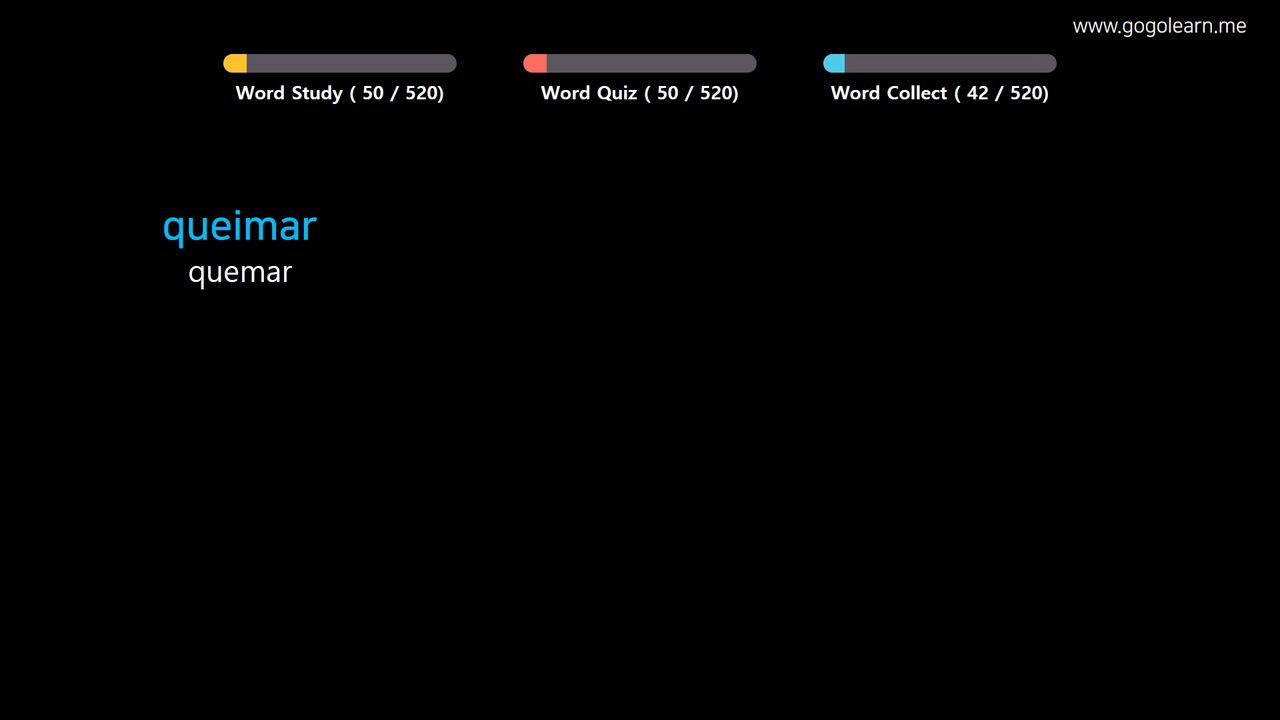 www.gogolearn.me
Word Study ( 50 / 520)
Word Quiz ( 50 / 520)
Word Collect ( 42 / 520)
queimar
quemar